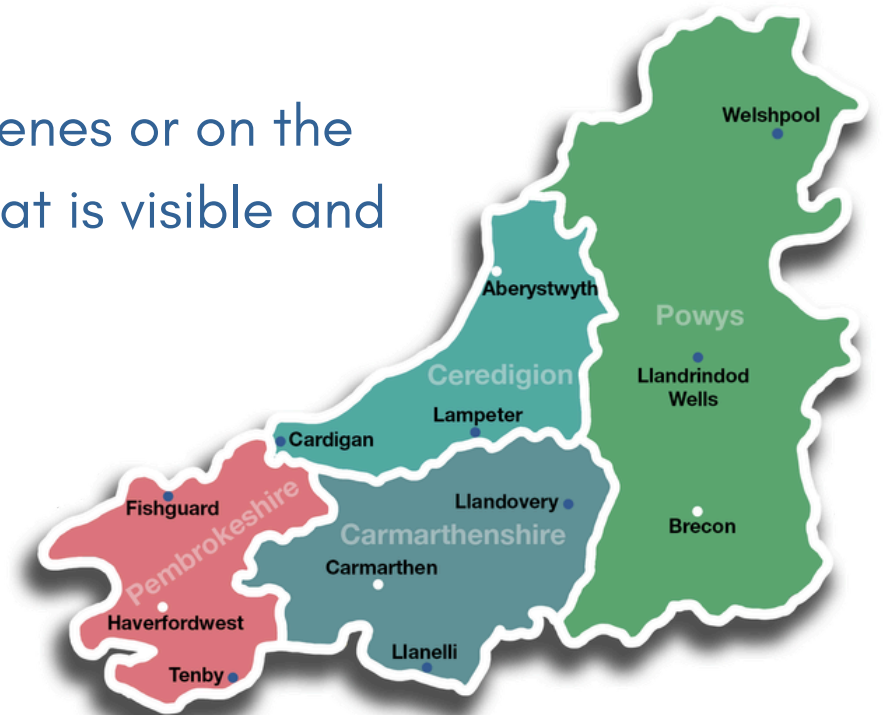 enes or on the
at is visible and
Welshpool
Aberystwyth
Powys
Ceredigion
Llandrindod
Wells
Lampeter
Cardigan
Llandovery
Fishguard
Pembrokeshire
Carmarthenshire
Brecon
Carmarthen
Haverfordwest
Llanelli
Tenby